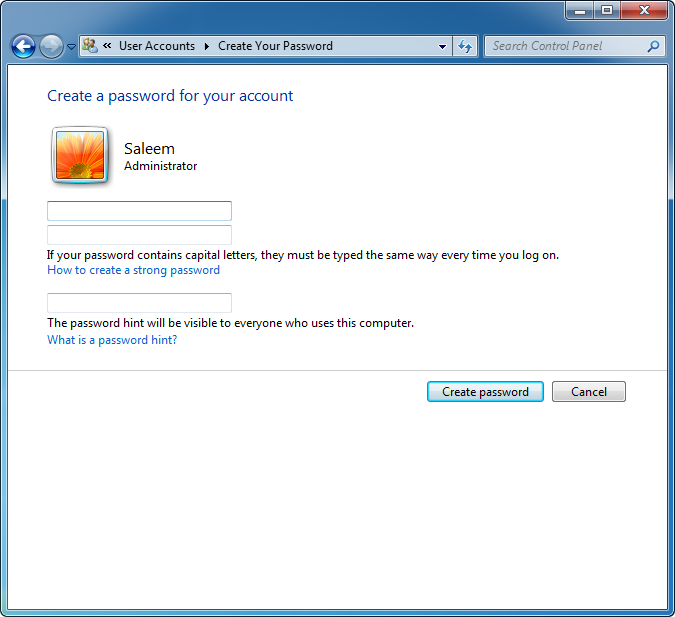 « User Accounts ▸ Create Your Password
Search Control Panel
Create a password for your account
Saleem
Administrator
If your password contains capital letters, they must be typed the same way every time you log on.
How to create a strong password
The password hint will be visible to everyone who uses this computer.
What is a password hint?
Create password
Cancel